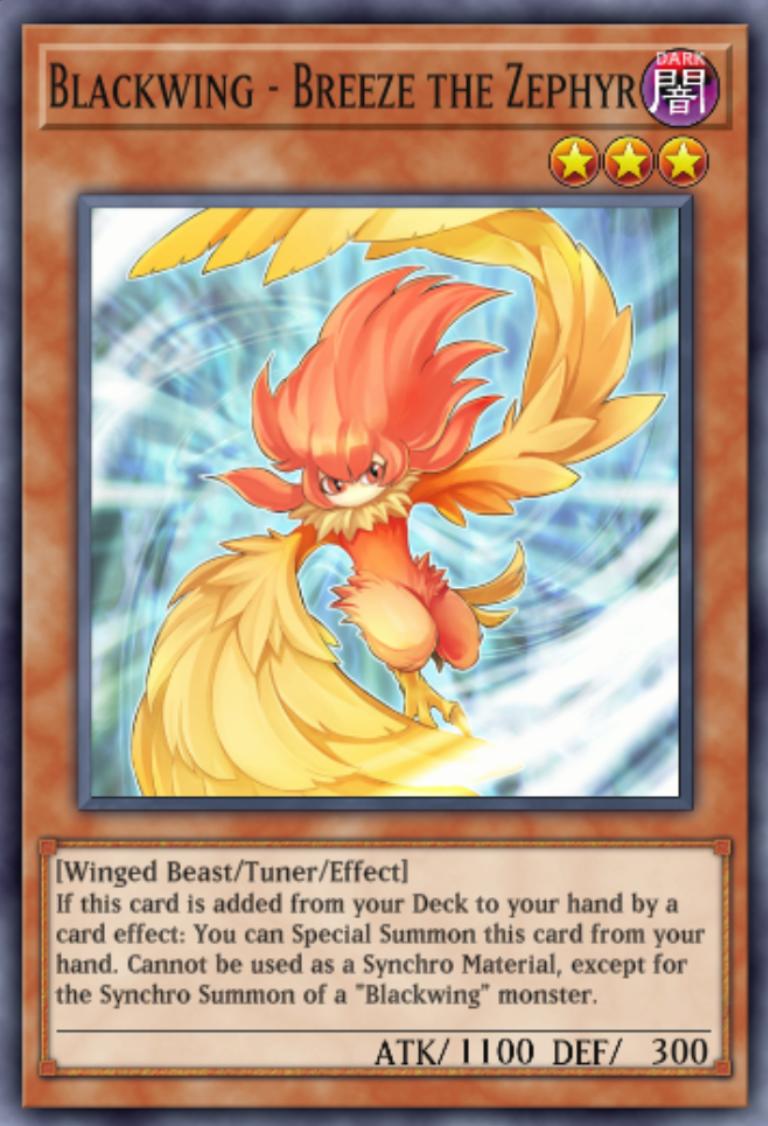 Blackwing - Breeze the Zephyr
DARK
闇
[Winged Beast/Tuner/Effect]
If this card is added from your Deck to your hand by a
card effect: You can Special Summon this card from your
hand. Cannot be used as a Synchro Material, except for
the Synchro Summon of a "Blackwing" monster.
ATK/ 1100 DEF/ 300